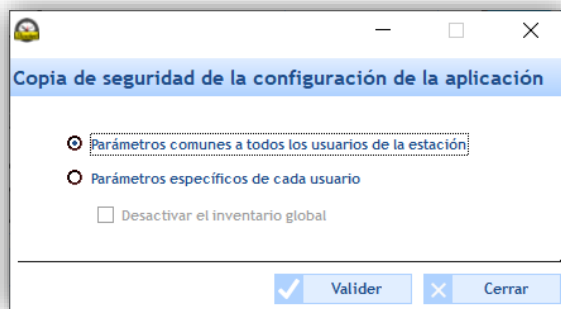 Copia de seguridad de la configuración de la aplicación
Parámetros comunes a todos los usuarios de la estación
Parámetros específicos de cada usuario
Desactivar el inventario global
Valider
Cerrar